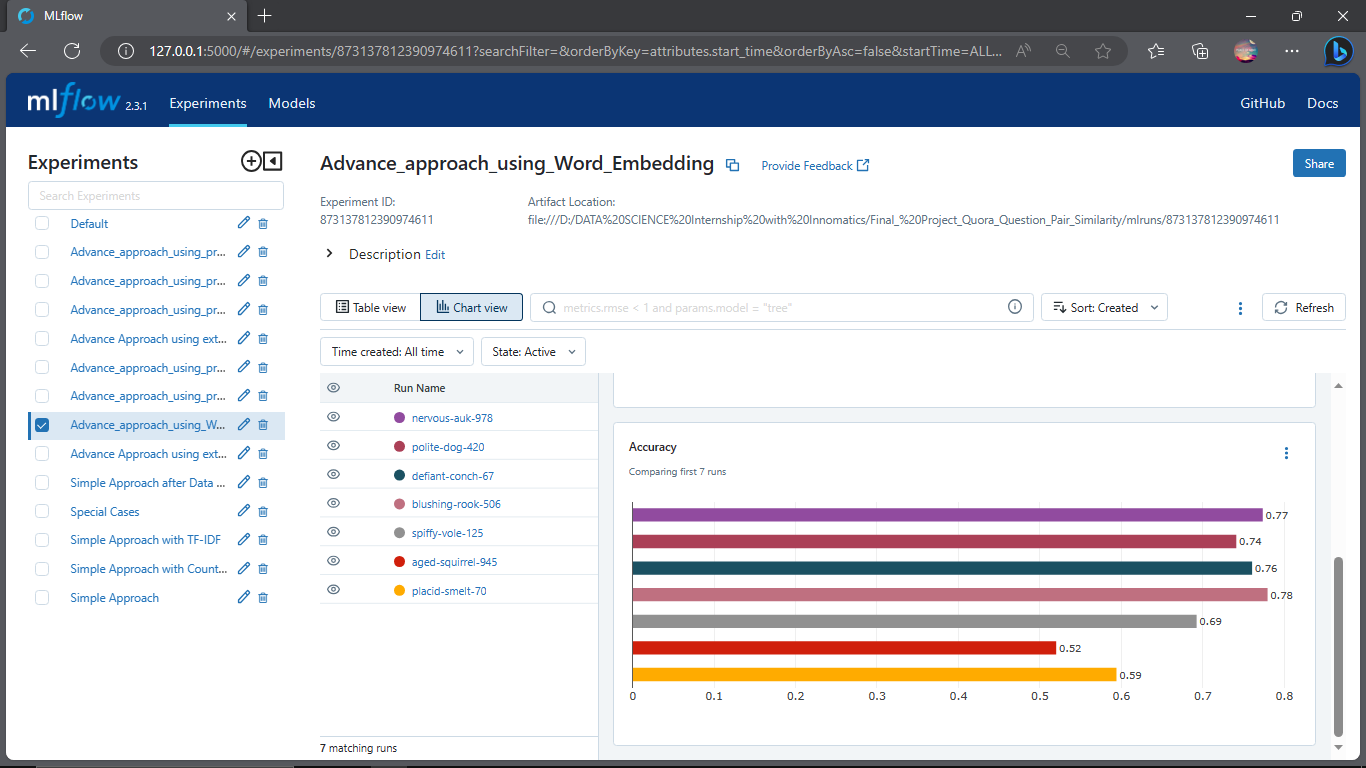 MLflow
127.0.0.1:5000/#/experiments/873137812390974611?searchFilter=&orderByKey=attributes.start_time&orderByAsc=false&startTime=ALL...
mlflow 2.3.1 Experiments Models GitHub Docs
Experiments
Search Experiments
Default
Advance_approach_using_pr...
Advance_approach_using_pr...
Advance_approach_using_pr...
Advance Approach using ext...
Advance_approach_using_pr...
Advance_approach_using_pr...
Advance_approach_using_W...
Advance Approach using ext...
Simple Approach after Data ...
Special Cases
Simple Approach with TF-IDF
Simple Approach with Count...
Simple Approach
Advance_approach_using_Word_Embedding Provide Feedback Share
Experiment ID: Artifact Location:
873137812390974611 file:///D:/DATA%20SCIENCE%20Internship%20with%20Innomatics/Final_%20Project_Quora_Question_Pair_Similarity/mlruns/873137812390974611
Description Edit
Table view Chart view metrics.rmse < 1 and params.model = "tree" Sort: Created Refresh
Time created: All time State: Active
Run Name
nervous-auk-978
polite-dog-420
defiant-conch-67
blushing-rook-506
spiffy-vole-125
aged-squirrel-945
placid-smelt-70
7 matching runs
Accuracy
Comparing first 7 runs
0.77
0.74
0.76
0.78
0.69
0.52
0.59
0 0.1 0.2 0.3 0.4 0.5 0.6 0.7 0.8